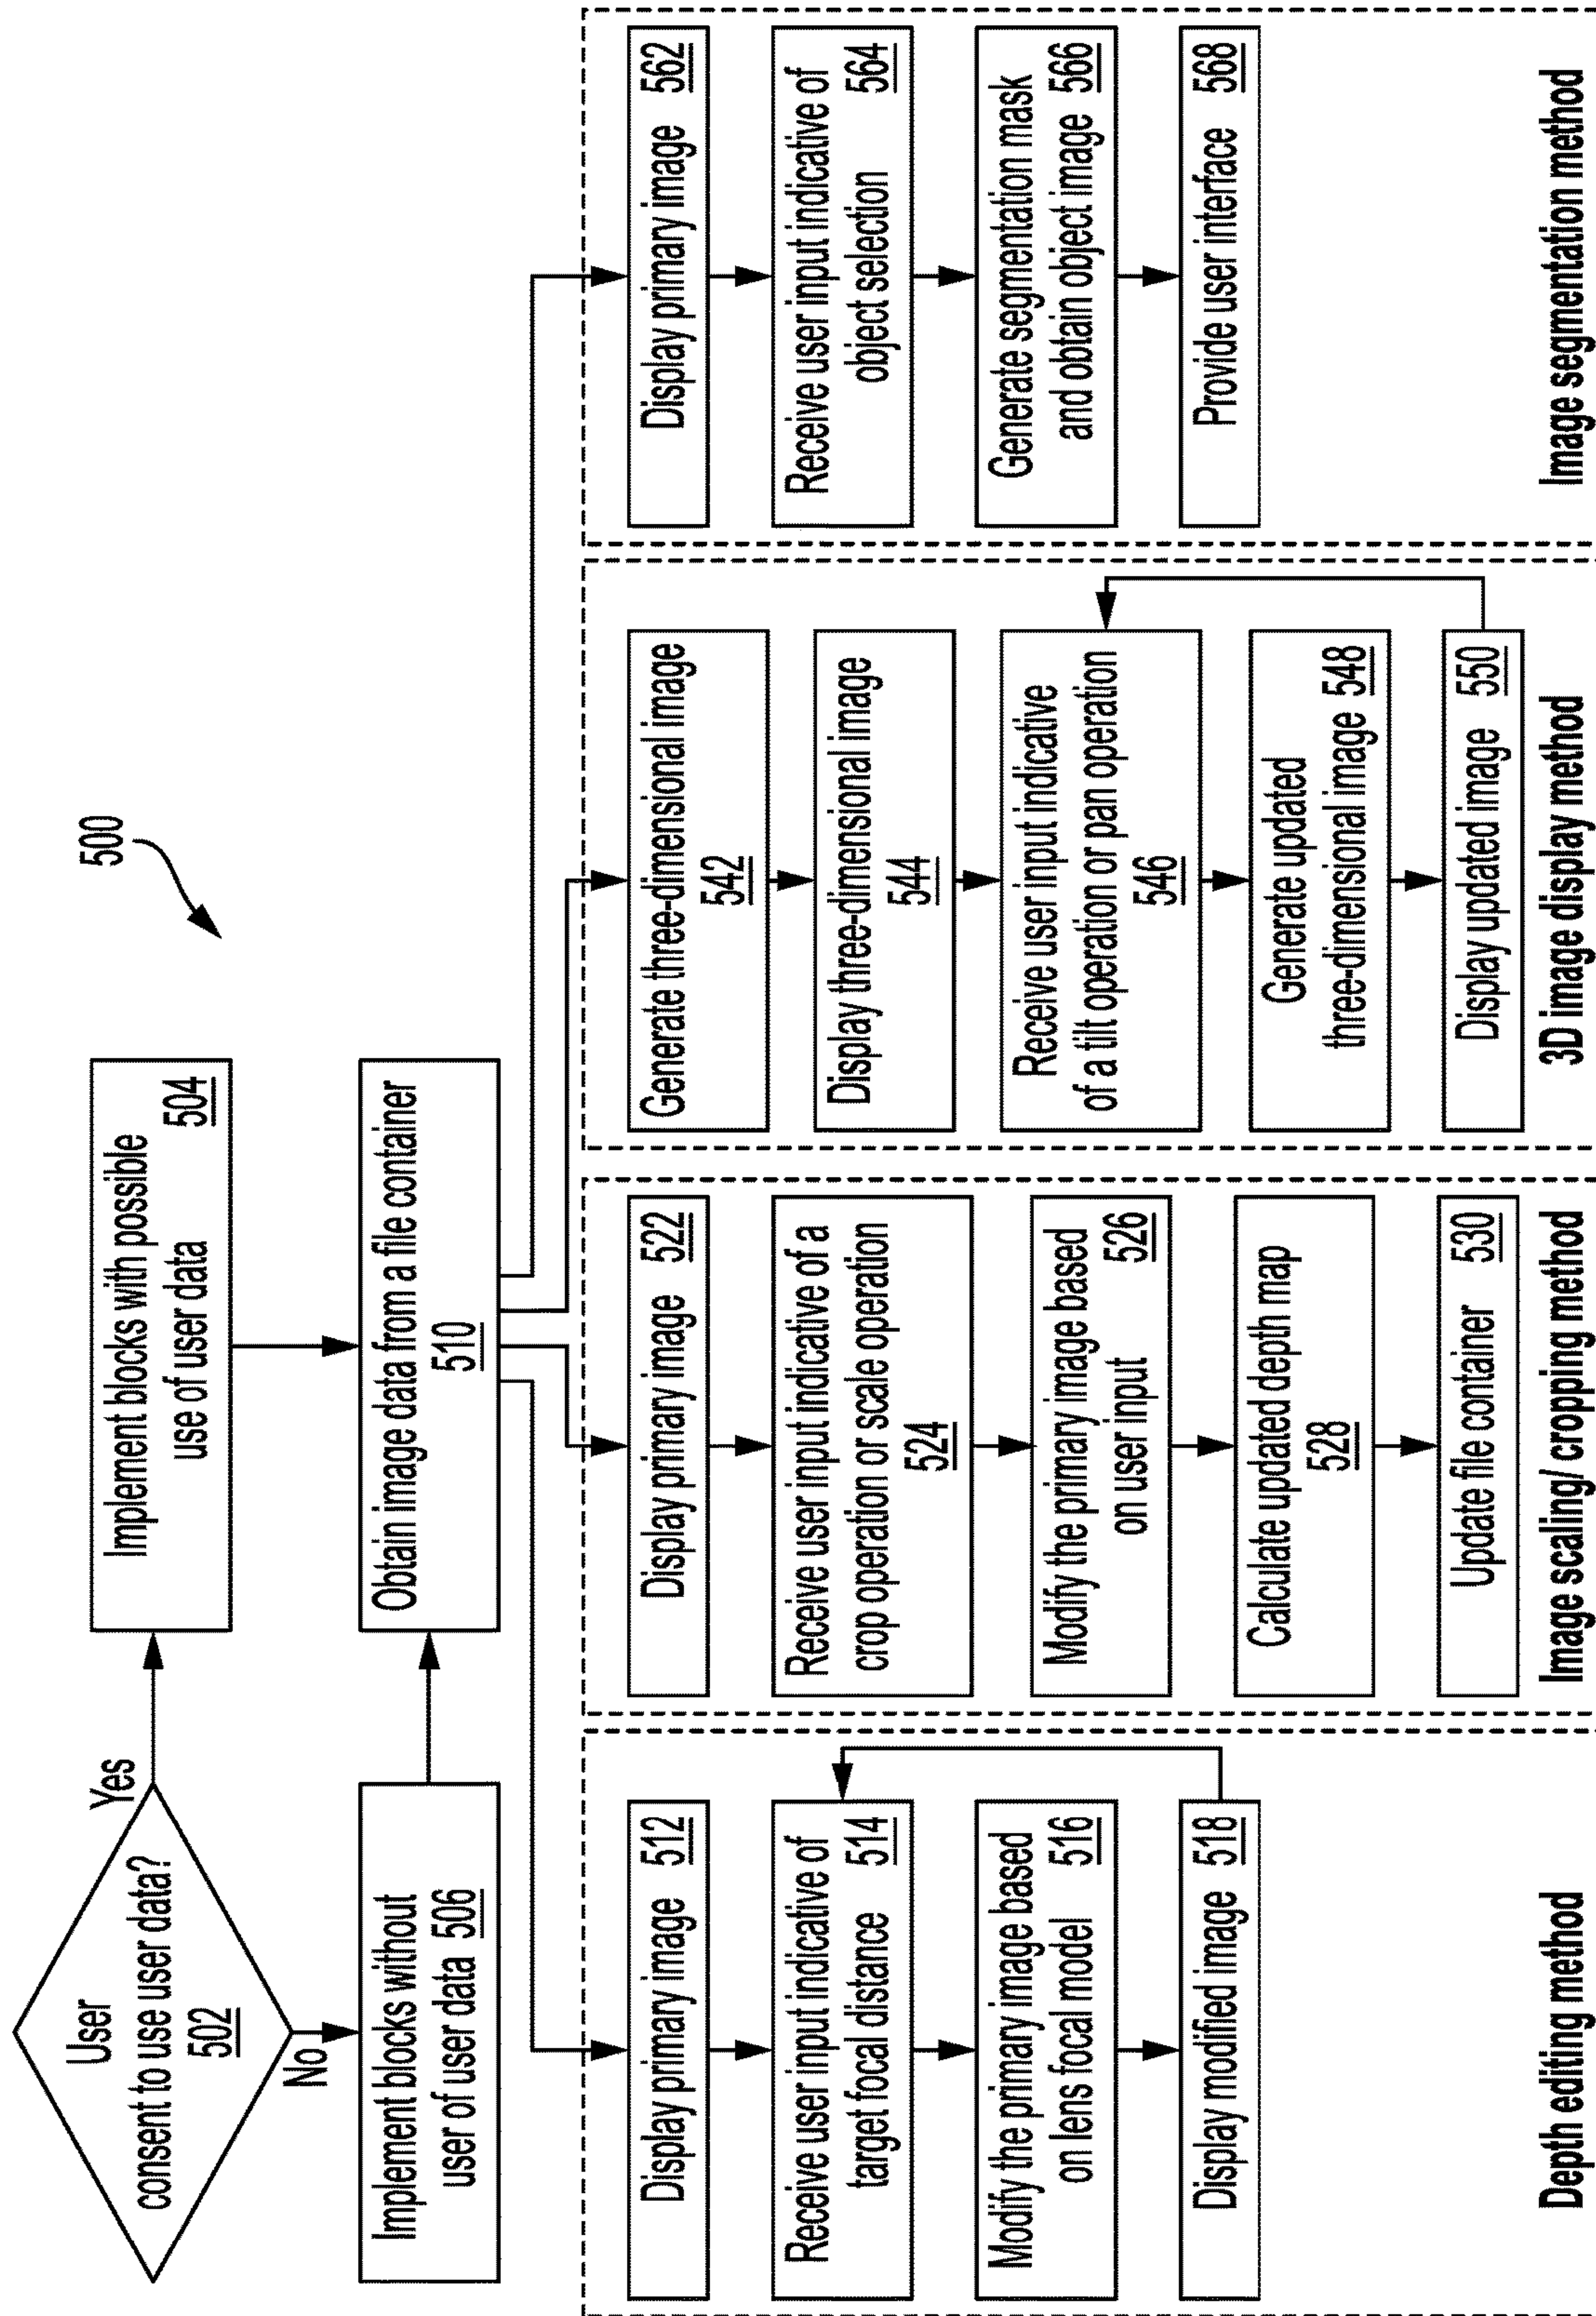 500
User
consent to use user data?
502
Yes
No
Implement blocks with possible
use of user data 504
Implement blocks without
user of user data 506
Obtain image data from a file container
510
Display primary image 512
Receive user input indicative of
target focal distance 514
Modify the primary image based
on lens focal model 516
Display modified image 518
Depth editing method
Display primary image 522
Receive user input indicative of a
crop operation or scale operation
524
Modify the primary image based
on user input 526
Calculate updated depth map
528
Update file container 530
Image scaling/ cropping method
Generate three-dimensional image
542
Display three-dimensional image
544
Receive user input indicative
of a tilt operation or pan operation
546
Generate updated
three-dimensional image 548
Display updated image 550
3D image display method
Display primary image 562
Receive user input indicative of
object selection 564
Generate segmentation mask
and obtain object image 566
Provide user interface 568
Image segmentation method